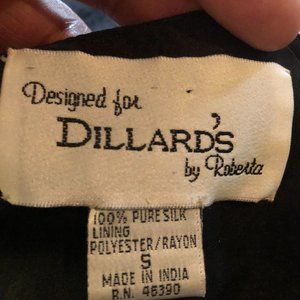 Designed for
DILLARD'S
by Roberta
100% PURE SILK
LINING
POLYESTER/RAYON
S
MADE IN INDIA
R.N. 46390